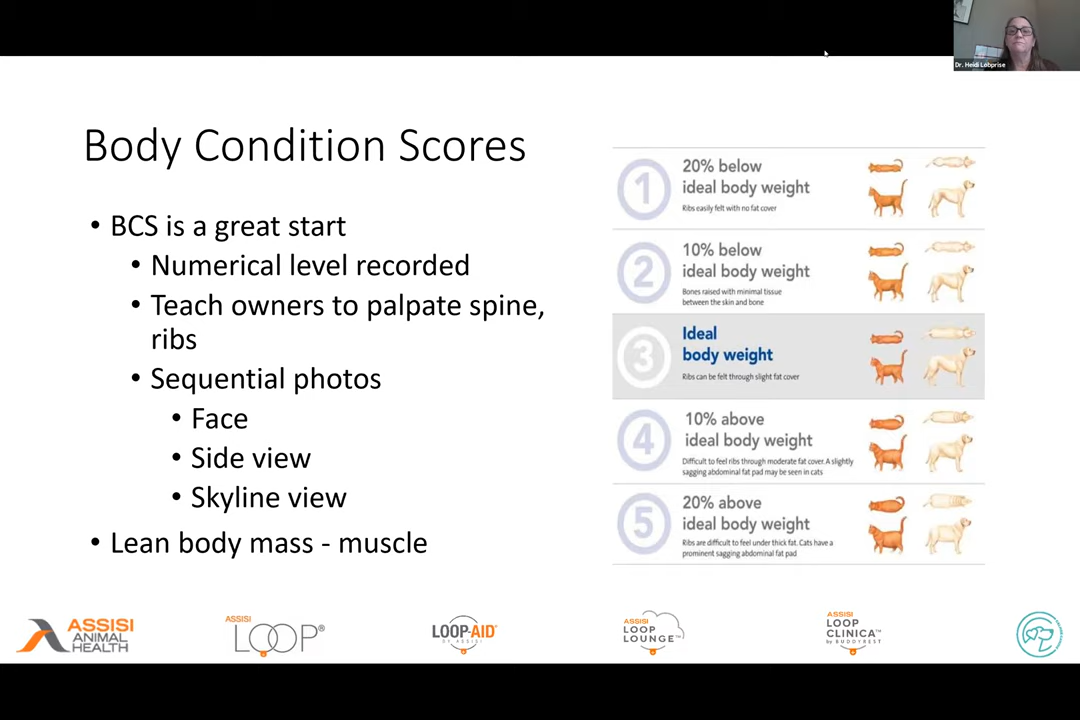 Dr. Heidi Lobprise
Body Condition Scores
• BCS is a great start
• Numerical level recorded
• Teach owners to palpate spine,
ribs
• Sequential photos
• Face
• Side view
• Skyline view
• Lean body mass - muscle
1
20% below
ideal body weight
Ribs easily felt with no fat cover
2
10% below
ideal body weight
Bones raised with minimal tissue
between the skin and bone
3
Ideal
body weight
Ribs can be felt through slight fat cover
4
10% above
ideal body weight
Difficult to feel ribs through moderate fat cover. A slightly
sagging abdominal fat pad may be seen in cats
5
20% above
ideal body weight
Ribs are difficult to feel under thick fat. Cats have a
prominent sagging abdominal fat pad
ASSISI
ANIMAL
HEALTH
ASSISI
LOOP®
LOOP-AID®
BY ASSISI
ASSISI
LOOP
LOUNGE™
ASSISI
LOOP
CLINICA™
by BUDDYREST